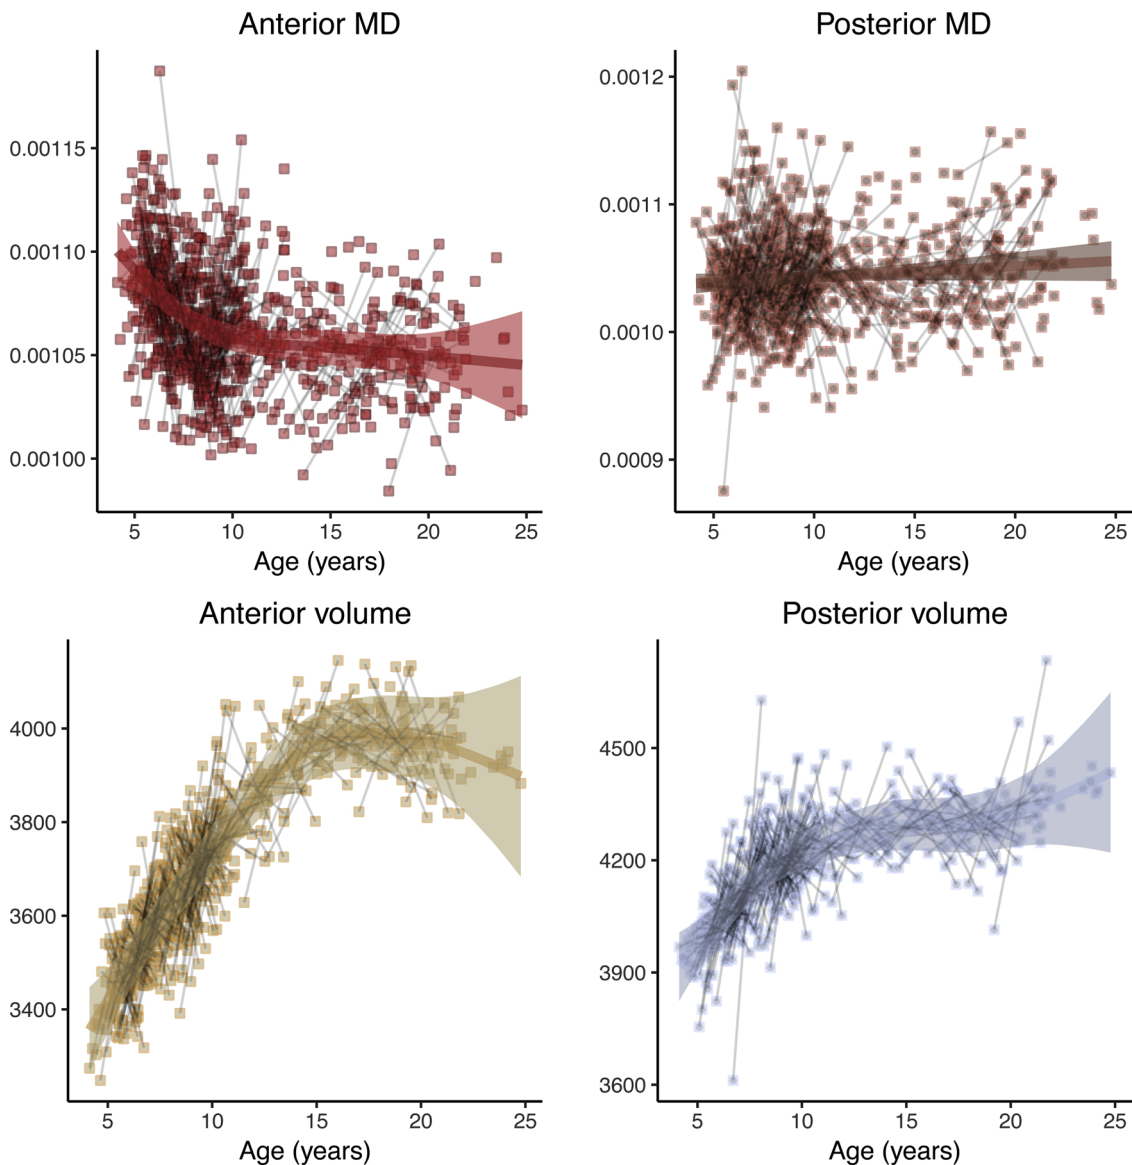 Anterior MD
0.00115
0.00110
0.00105
0.00100
5 10 15 20 25
Age (years)
Posterior MD
0.0012
0.0011
0.0010
0.0009
5 10 15 20 25
Age (years)
Anterior volume
4000
3800
3600
3400
5 10 15 20 25
Age (years)
Posterior volume
4500
4200
3900
3600
5 10 15 20 25
Age (years)